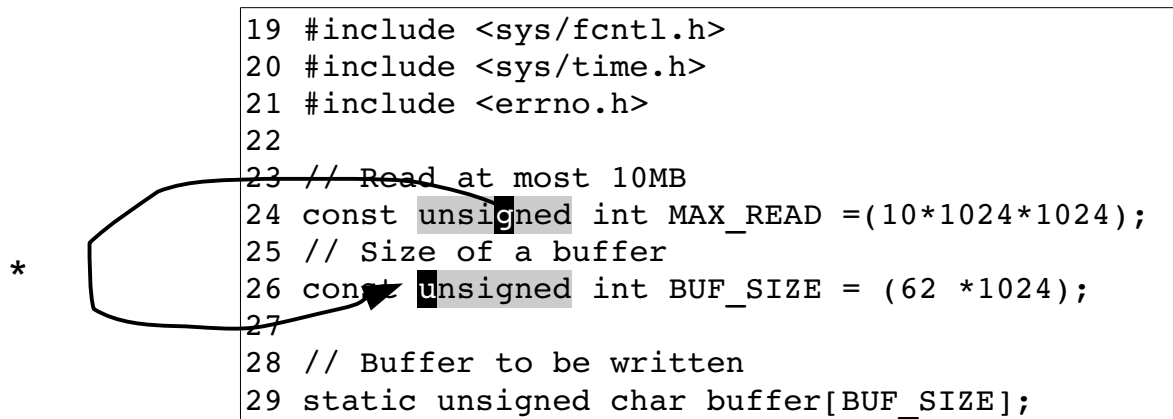 19 #include <sys/fcntl.h>
20 #include <sys/time.h>
21 #include <errno.h>
22
23 // Read at most 10MB
24 const unsigned int MAX_READ =(10*1024*1024);
25 // Size of a buffer
*
26 const unsigned int BUF_SIZE = (62 *1024);
27
28 // Buffer to be written
29 static unsigned char buffer[BUF_SIZE];